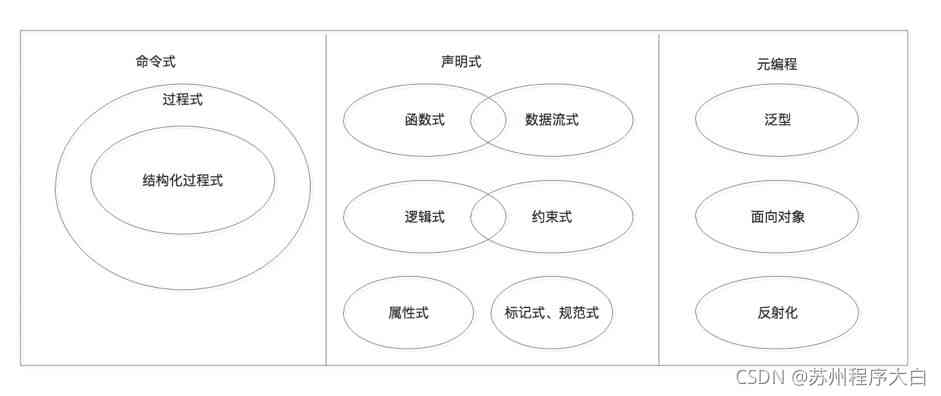 命令式
过程式
结构化过程式
声明式
函数式
数据流式
逻辑式
约束式
属性式
标记式、规范式
元编程
泛型
面向对象
反射化
CSDN @苏州程序大白